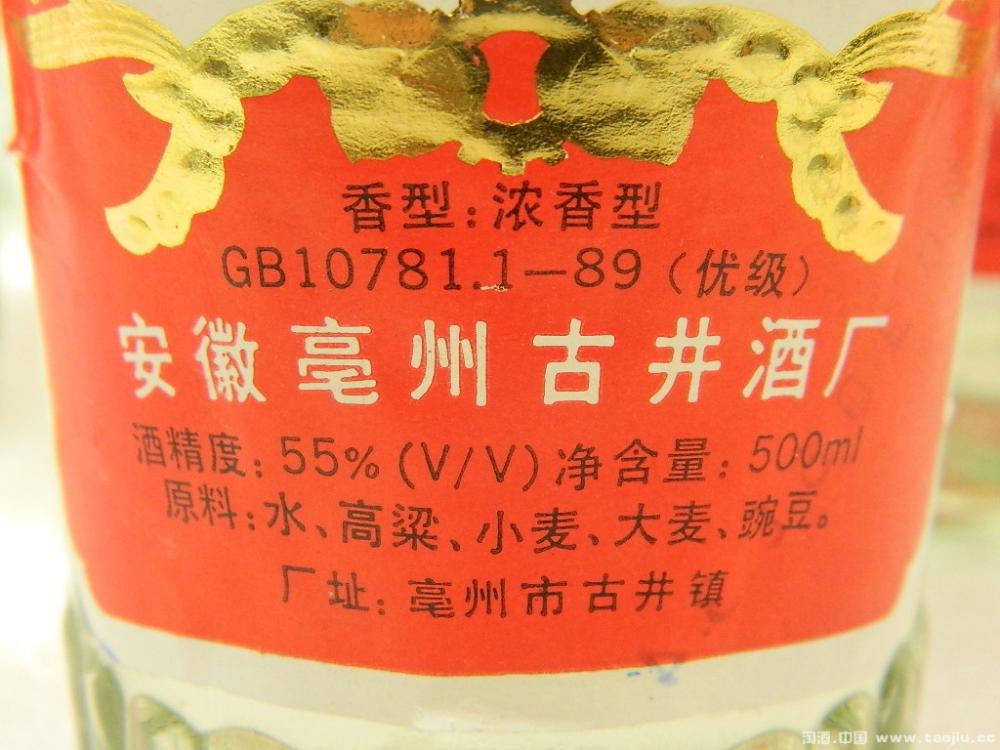 香型：浓香型
GB10781.1—89（优级）
安徽亳州古井酒厂
酒精度：55%(V/V)净含量：500ml
原料：水、高粱、小麦、大麦、豌豆。
厂址：亳州市古井镇
淘酒.中国 www.taojiu.cc